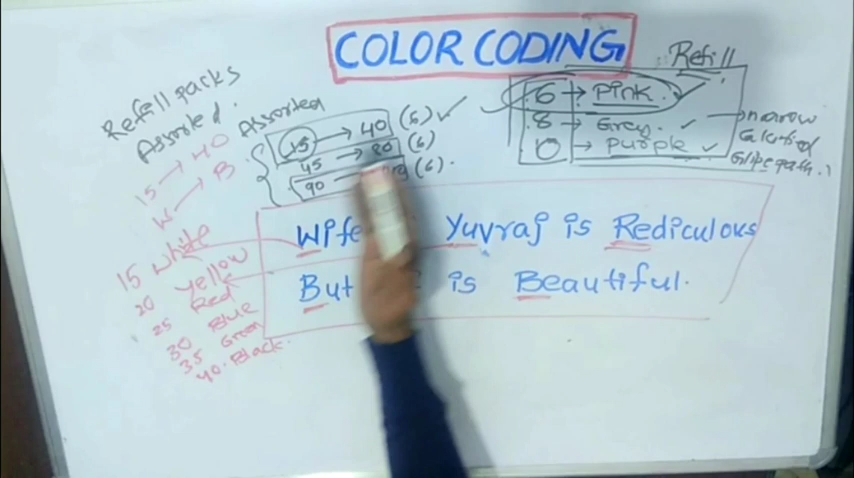 COLOR CODING
Refill packs
Assorted.
15 → 40
W → B
Assorted
15 → 40 (6) ✓
45 → 80 (6)
90 → (6).
Refill
6 → Pink. ✓
8 → Grey. ✓
10 → Purple ✓
→ narrow
Wife Yuvraj is Rediculous
But is Beautiful.
15 White
20 Yellow
25 Red
30 Blue
35 Green
40. Black.